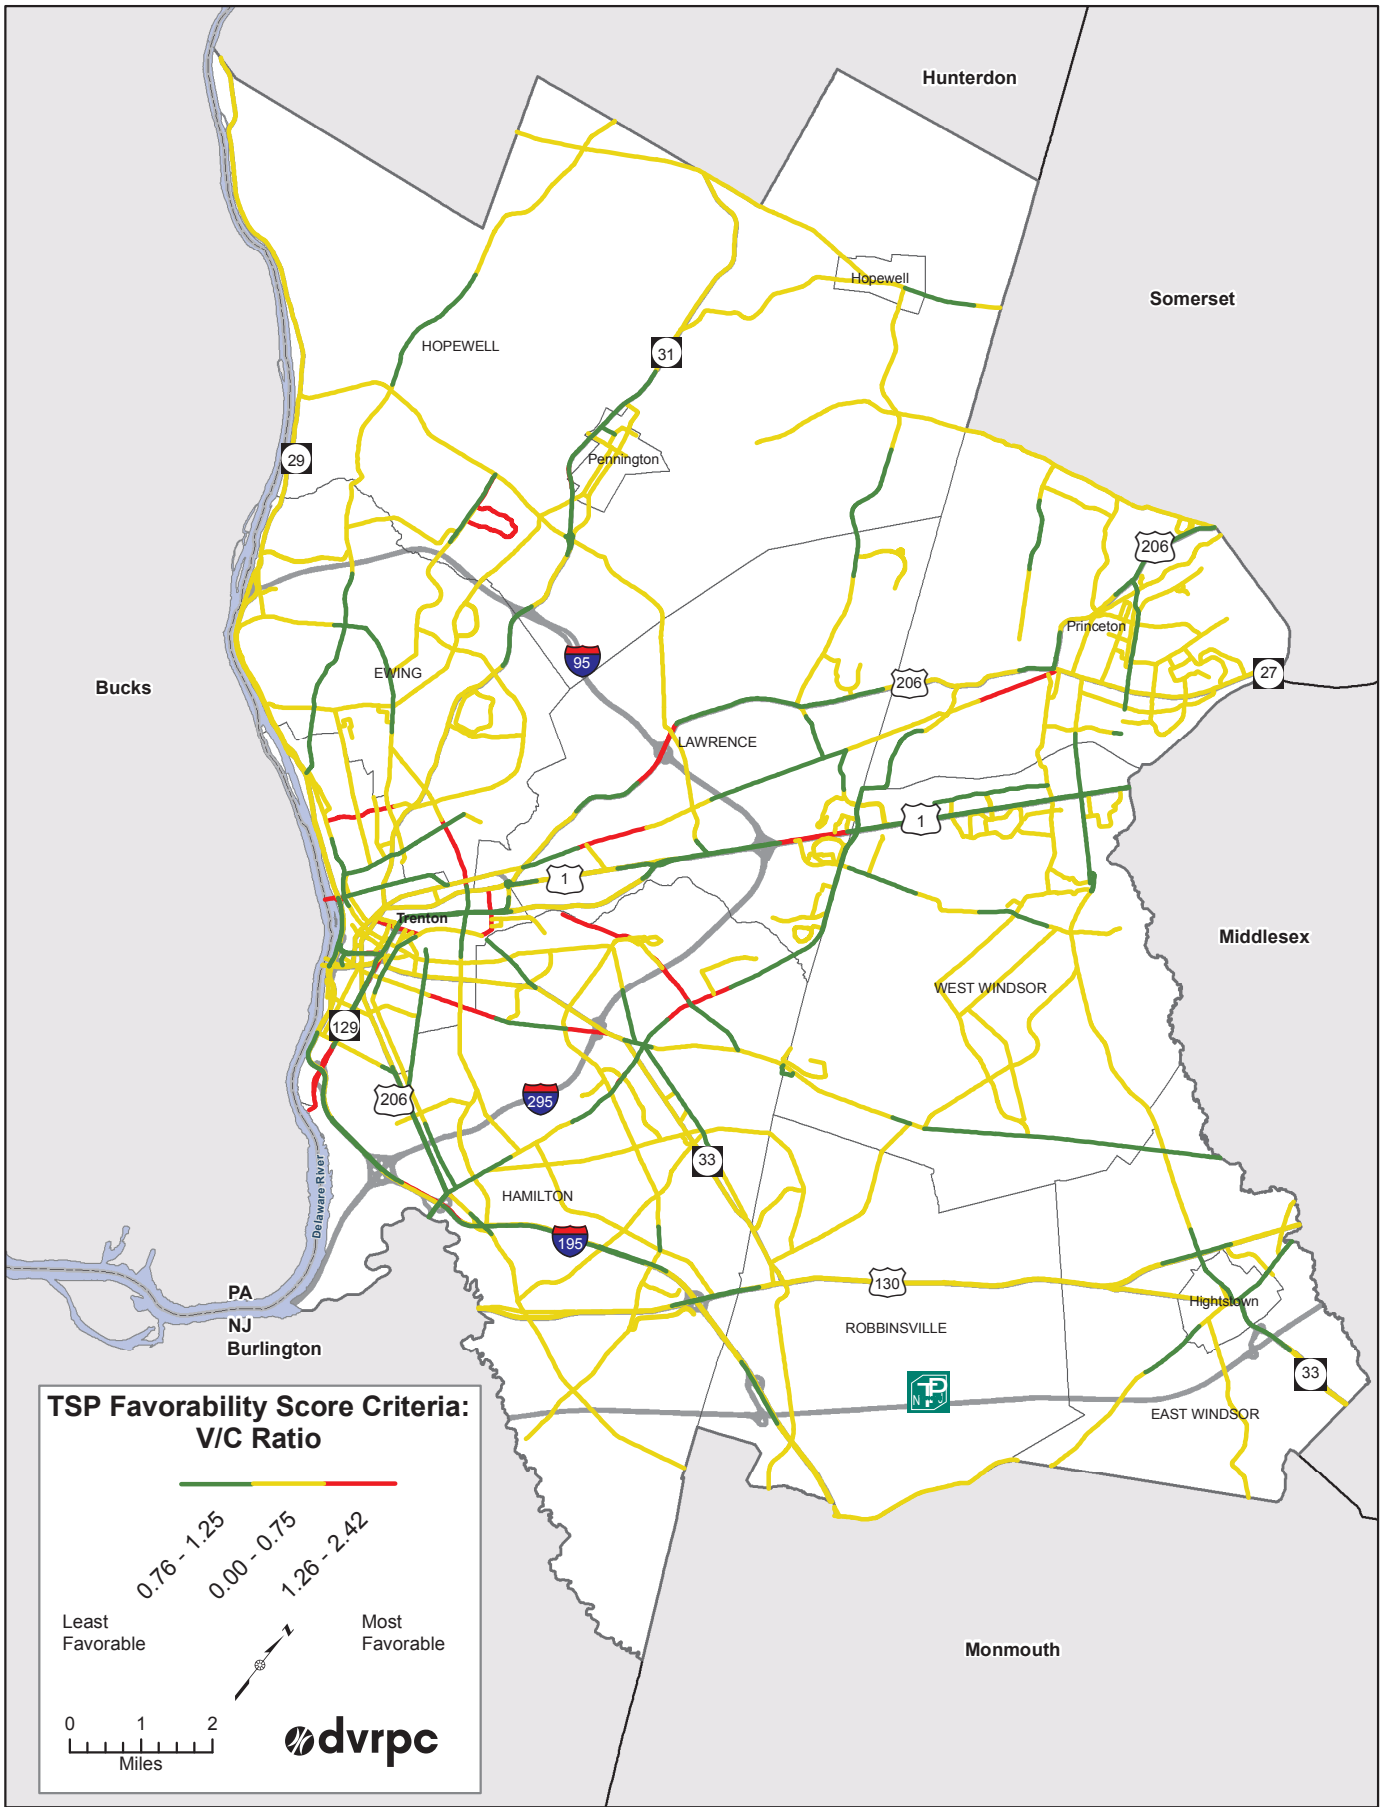 Hunterdon
Somerset
Hopewell
HOPEWELL
31
29
Pennington
206
Princeton
95
EWING
206
27
Bucks
LAWRENCE
1
1
Trenton
Middlesex
WEST WINDSOR
129
206
295
33
Delaware River
HAMILTON
195
130
PA
NJ
Burlington
Hightstown
ROBBINSVILLE
33
N TP J
EAST WINDSOR
Monmouth
TSP Favorability Score Criteria:
V/C Ratio
0.76 - 1.25
0.00 - 0.75
1.26 - 2.42
Least
Favorable
Most
Favorable
N
0 1 2
Miles
dvrpc